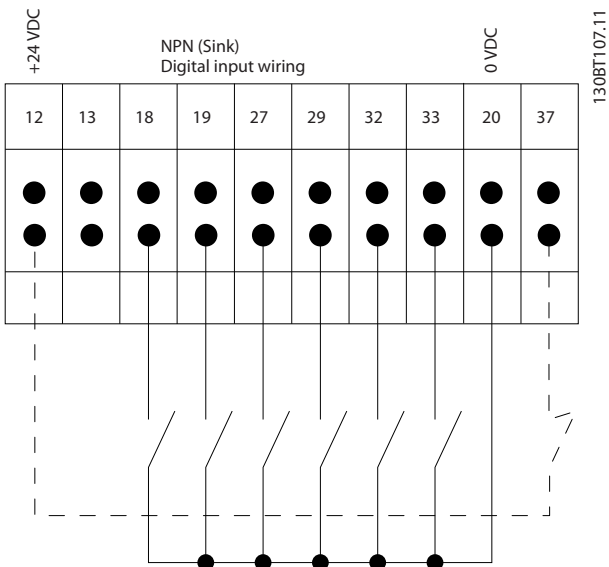 +24 VDC
NPN (Sink)
Digital input wiring
0 VDC
130BT107.11
12 13 18 19 27 29 32 33 20 37